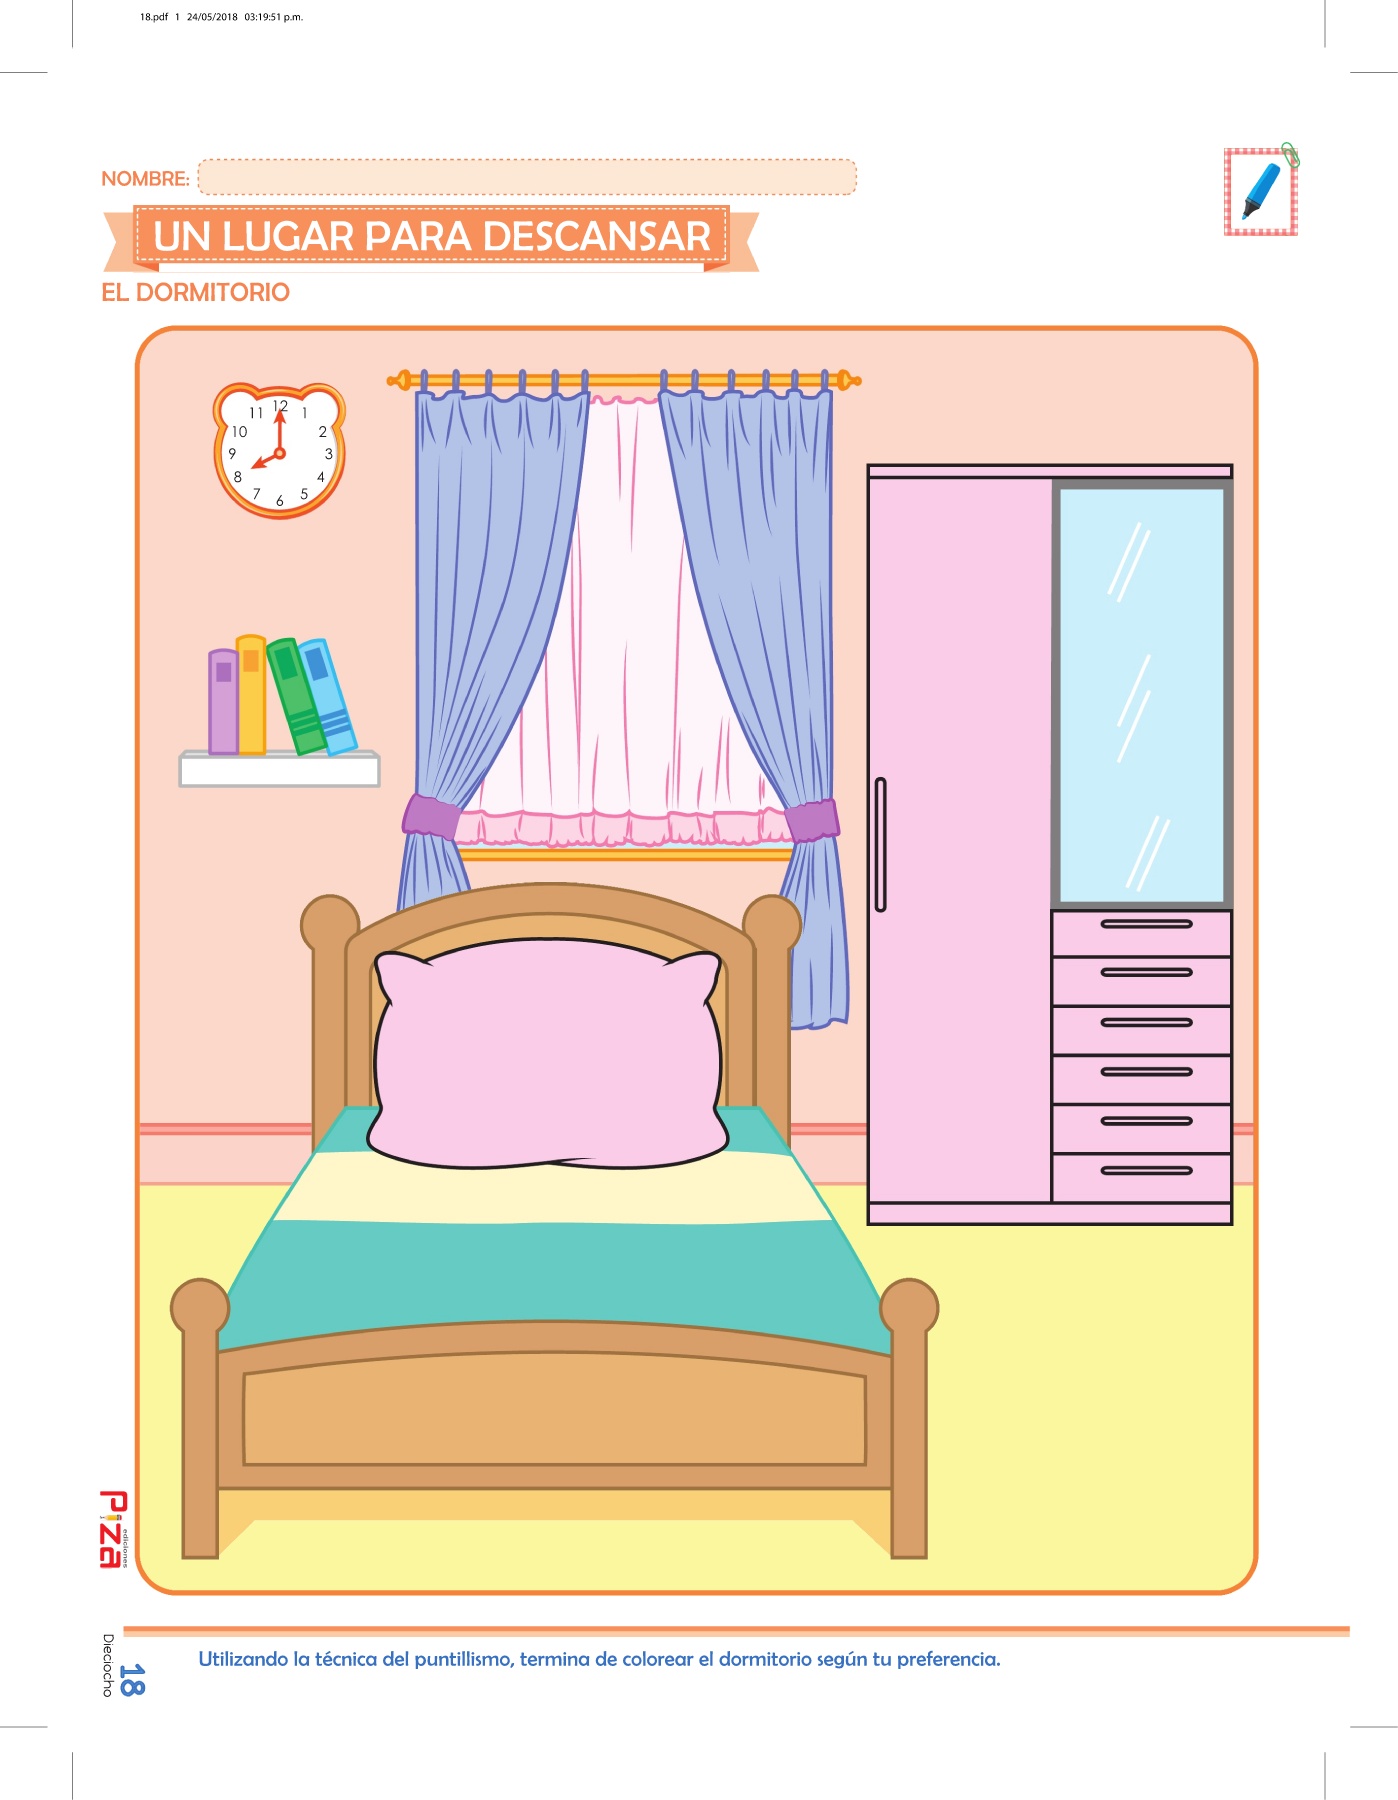 18.pdf 1 24/05/2018 03:19:51 p.m.
NOMBRE:
UN LUGAR PARA DESCANSAR
EL DORMITORIO
12
11 1
10 2
9 3
8 4
7 5
6
Piza
ediciones
Dieciocho
18
Utilizando la técnica del puntillismo, termina de colorear el dormitorio según tu preferencia.